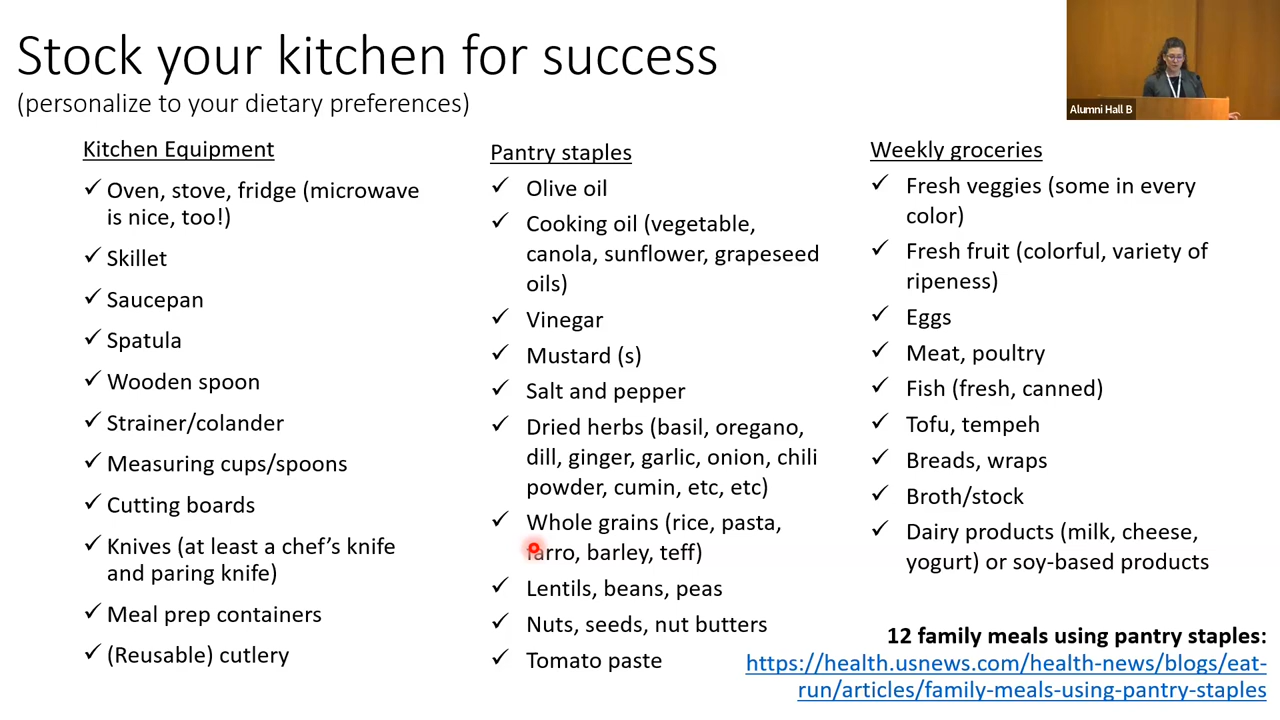 Stock your kitchen for success
(personalize to your dietary preferences)
Alumni Hall B
Kitchen Equipment
✓ Oven, stove, fridge (microwave
is nice, too!)
✓ Skillet
✓ Saucepan
✓ Spatula
✓ Wooden spoon
✓ Strainer/colander
✓ Measuring cups/spoons
✓ Cutting boards
✓ Knives (at least a chef’s knife
and paring knife)
✓ Meal prep containers
✓ (Reusable) cutlery
Pantry staples
✓ Olive oil
✓ Cooking oil (vegetable,
canola, sunflower, grapeseed
oils)
✓ Vinegar
✓ Mustard (s)
✓ Salt and pepper
✓ Dried herbs (basil, oregano,
dill, ginger, garlic, onion, chili
powder, cumin, etc, etc)
✓ Whole grains (rice, pasta,
farro, barley, teff)
✓ Lentils, beans, peas
✓ Nuts, seeds, nut butters
✓ Tomato paste
Weekly groceries
✓ Fresh veggies (some in every
color)
✓ Fresh fruit (colorful, variety of
ripeness)
✓ Eggs
✓ Meat, poultry
✓ Fish (fresh, canned)
✓ Tofu, tempeh
✓ Breads, wraps
✓ Broth/stock
✓ Dairy products (milk, cheese,
yogurt) or soy-based products
12 family meals using pantry staples:
https://health.usnews.com/health-news/blogs/eat-
run/articles/family-meals-using-pantry-staples